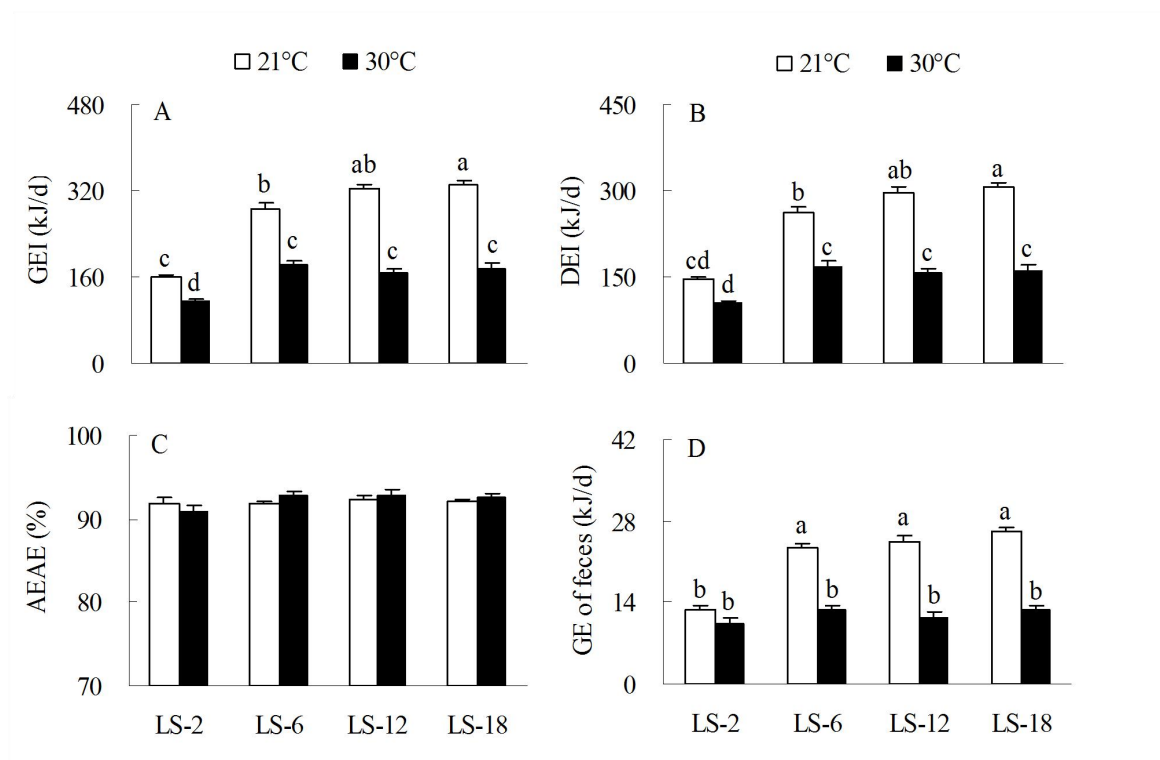 21°C 30°C
21°C 30°C
A
GEI (kJ/d)
480
320
160
0
c d b c ab c a c
B
DEI (kJ/d)
450
300
150
0
cd d b c ab c a c
C
AEAE (%)
100
90
80
70
LS-2 LS-6 LS-12 LS-18
D
GE of feces (kJ/d)
42
28
14
0
b b a b a b a b
LS-2 LS-6 LS-12 LS-18